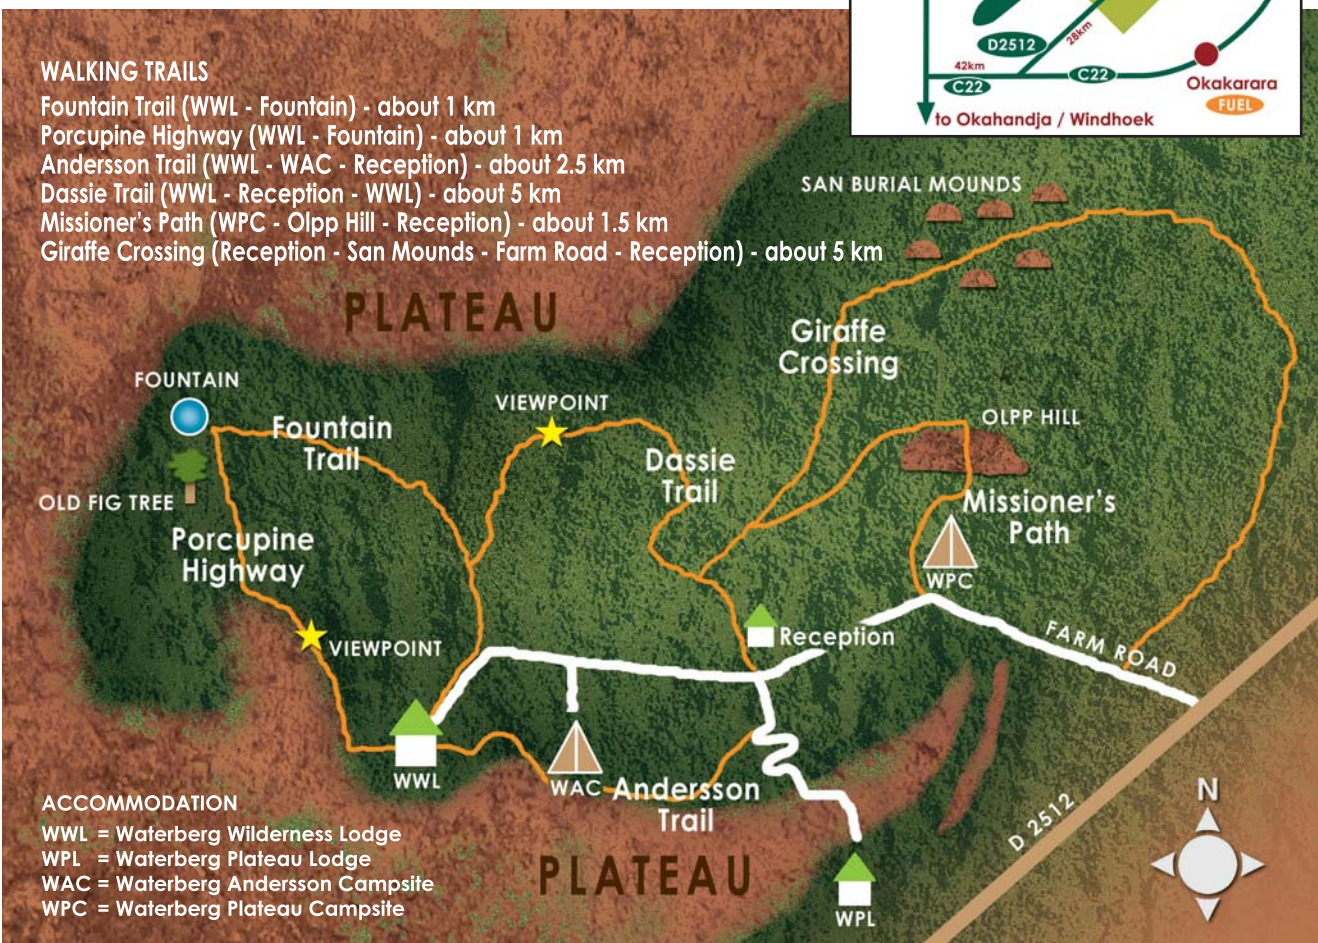 D2512
28km
42km
C22
C22
Okakarara
FUEL
to Okahandja / Windhoek
WALKING TRAILS
Fountain Trail (WWL - Fountain) - about 1 km
Porcupine Highway (WWL - Fountain) - about 1 km
Andersson Trail (WWL - WAC - Reception) - about 2.5 km
Dassie Trail (WWL - Reception - WWL) - about 5 km
Missioner's Path (WPC - Olpp Hill - Reception) - about 1.5 km
Giraffe Crossing (Reception - San Mounds - Farm Road - Reception) - about 5 km
SAN BURIAL MOUNDS
PLATEAU
Giraffe
Crossing
FOUNTAIN
VIEWPOINT
OLPP HILL
Fountain
Trail
Dassie
Trail
OLD FIG TREE
Missioner's
Path
Porcupine
Highway
WPC
VIEWPOINT
Reception
FARM ROAD
WWL
WAC
Andersson
Trail
D 2512
N
PLATEAU
WPL
ACCOMMODATION
WWL = Waterberg Wilderness Lodge
WPL = Waterberg Plateau Lodge
WAC = Waterberg Andersson Campsite
WPC = Waterberg Plateau Campsite